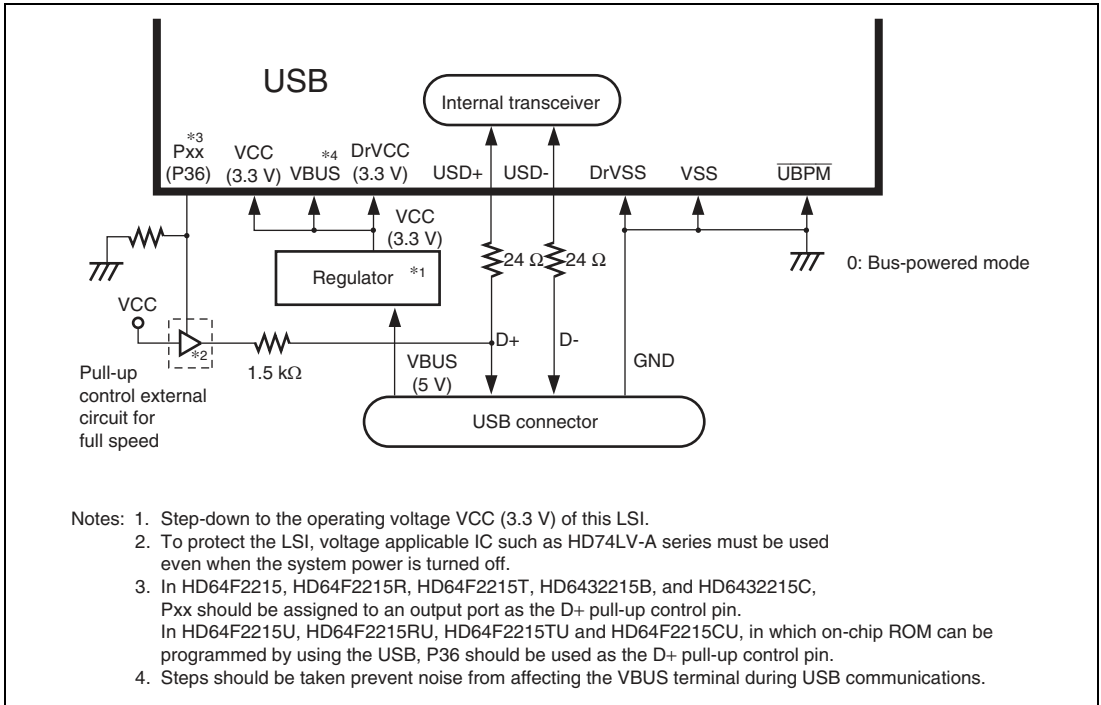 USB
Internal transceiver
*3
Pxx
(P36)
VCC
(3.3 V)
*4
VBUS
DrVCC
(3.3 V)
USD+
USD-
DrVSS
VSS
UBPM
VCC
(3.3 V)
24 Ω
24 Ω
Regulator *1
0: Bus-powered mode
VCC
*2
1.5 kΩ
D+
D-
VBUS
(5 V)
GND
Pull-up
control external
circuit for
full speed
USB connector
Notes: 1. Step-down to the operating voltage VCC (3.3 V) of this LSI.
2. To protect the LSI, voltage applicable IC such as HD74LV-A series must be used
even when the system power is turned off.
3. In HD64F2215, HD64F2215R, HD64F2215T, HD6432215B, and HD6432215C,
Pxx should be assigned to an output port as the D+ pull-up control pin.
In HD64F2215U, HD64F2215RU, HD64F2215TU and HD64F2215CU, in which on-chip ROM can be
programmed by using the USB, P36 should be used as the D+ pull-up control pin.
4. Steps should be taken prevent noise from affecting the VBUS terminal during USB communications.